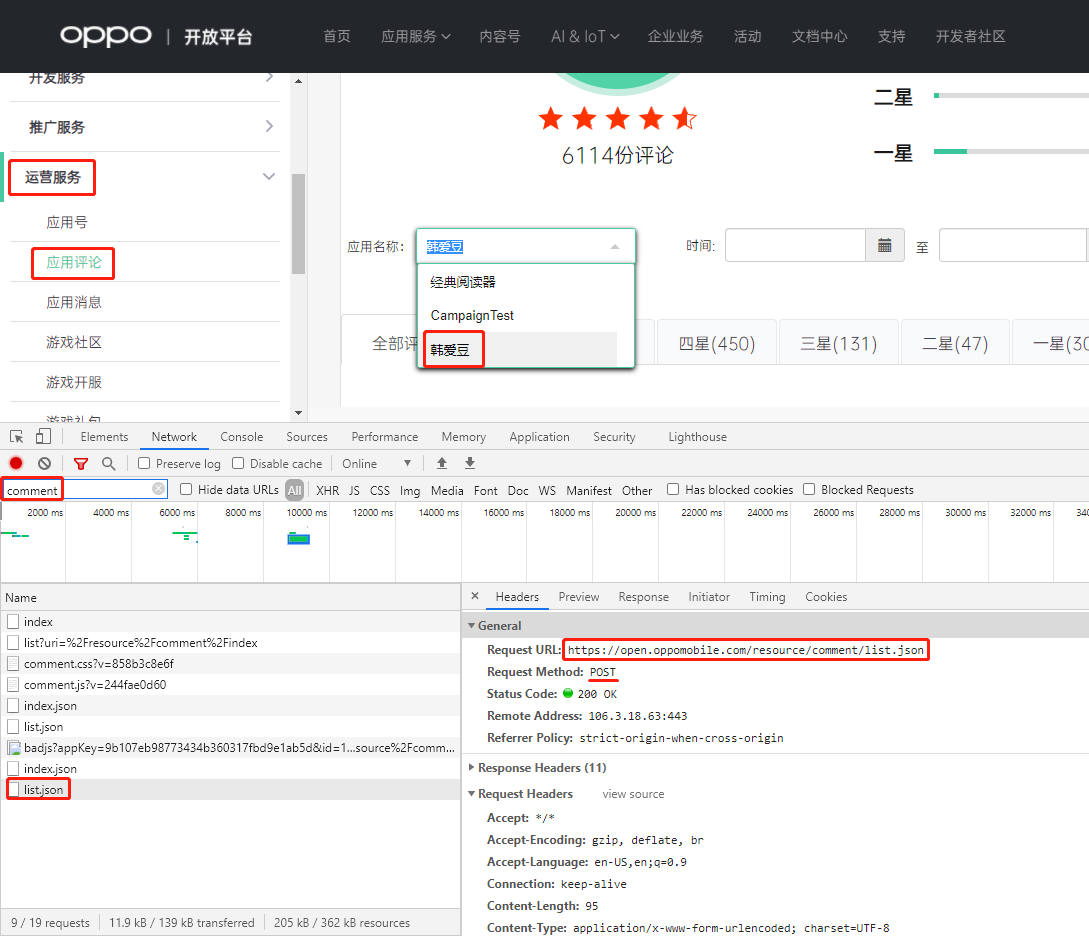 oppo | 开放平台 首页 应用服务 内容号 AI & IoT 企业业务 活动 文档中心 支持 开发者社区
开发服务
推广服务
运营服务
应用号
应用评论
应用消息
游戏社区
游戏开服
游戏礼包
二星
6114份评论
一星
应用名称: 韩爱豆 时间: 至
经典阅读器
CampaignTest
韩爱豆
全部评 四星(450) 三星(131) 二星(47) 一星(30
Elements Network Console Sources Performance Memory Application Security Lighthouse
Preserve log Disable cache Online
comment Hide data URLs All XHR JS CSS Img Media Font Doc WS Manifest Other Has blocked cookies Blocked Requests
2000 ms 4000 ms 6000 ms 8000 ms 10000 ms 12000 ms 14000 ms 16000 ms 18000 ms 20000 ms 22000 ms 24000 ms 26000 ms 28000 ms 30000 ms 32000 ms 340
Name
index
list?uri=%2Fresource%2Fcomment%2Findex
comment.css?v=858b3c8e6f
comment.js?v=244fae0d60
index.json
list.json
badjs?appKey=9b107eb98773434b360317fbd9e1ab5d&id=1...source%2Fcomm...
index.json
list.json
9 / 19 requests 11.9 kB / 139 kB transferred 205 kB / 362 kB resources
× Headers Preview Response Initiator Timing Cookies
General
Request URL: https://open.oppomobile.com/resource/comment/list.json
Request Method: POST
Status Code: 200 OK
Remote Address: 106.3.18.63:443
Referrer Policy: strict-origin-when-cross-origin
Response Headers (11)
Request Headers view source
Accept: */*
Accept-Encoding: gzip, deflate, br
Accept-Language: en-US,en;q=0.9
Connection: keep-alive
Content-Length: 95
Content-Type: application/x-www-form-urlencoded; charset=UTF-8